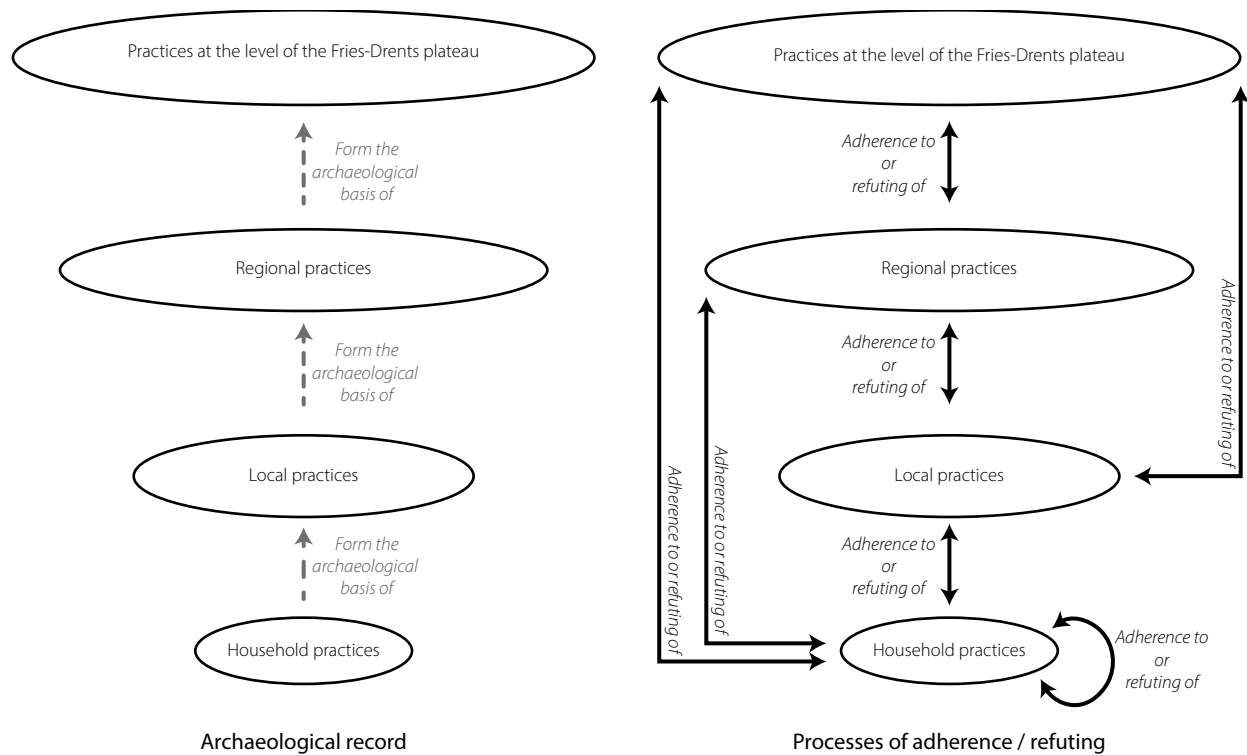 Practices at the level of the Fries-Drents plateau
Form the
archaeological
basis of
Regional practices
Form the
archaeological
basis of
Local practices
Form the
archaeological
basis of
Household practices
Archaeological record
Practices at the level of the Fries-Drents plateau
Adherence to
or
refuting of
Regional practices
Adherence to
or
refuting of
Adherence to or refuting of
Local practices
Adherence to or refuting of
Adherence to or refuting of
Adherence to
or
refuting of
Household practices
Adherence to
or
refuting of
Processes of adherence / refuting